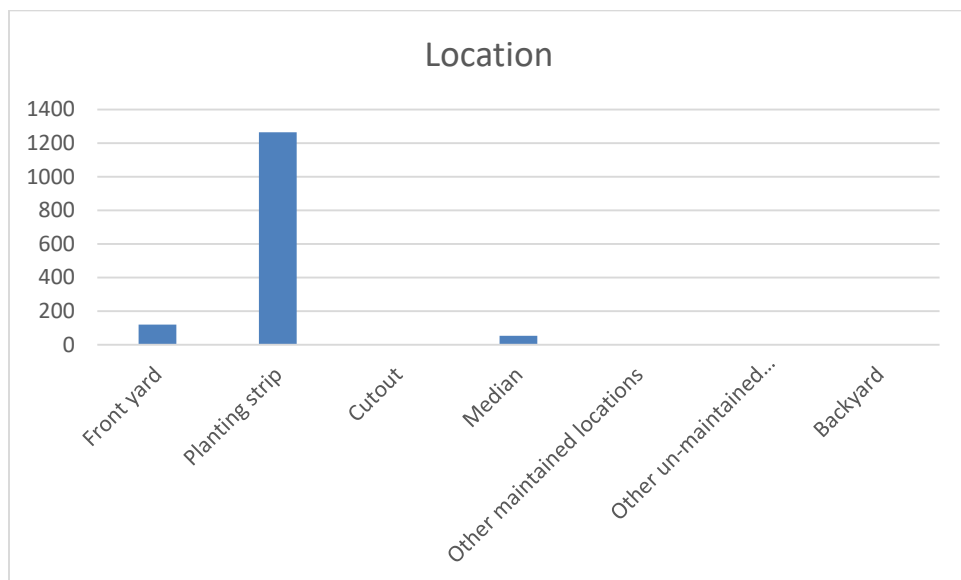 Location
1400
1200
1000
800
600
400
200
0
Front yard
Planting strip
Cutout
Median
Other maintained locations
Other un-maintained...
Backyard